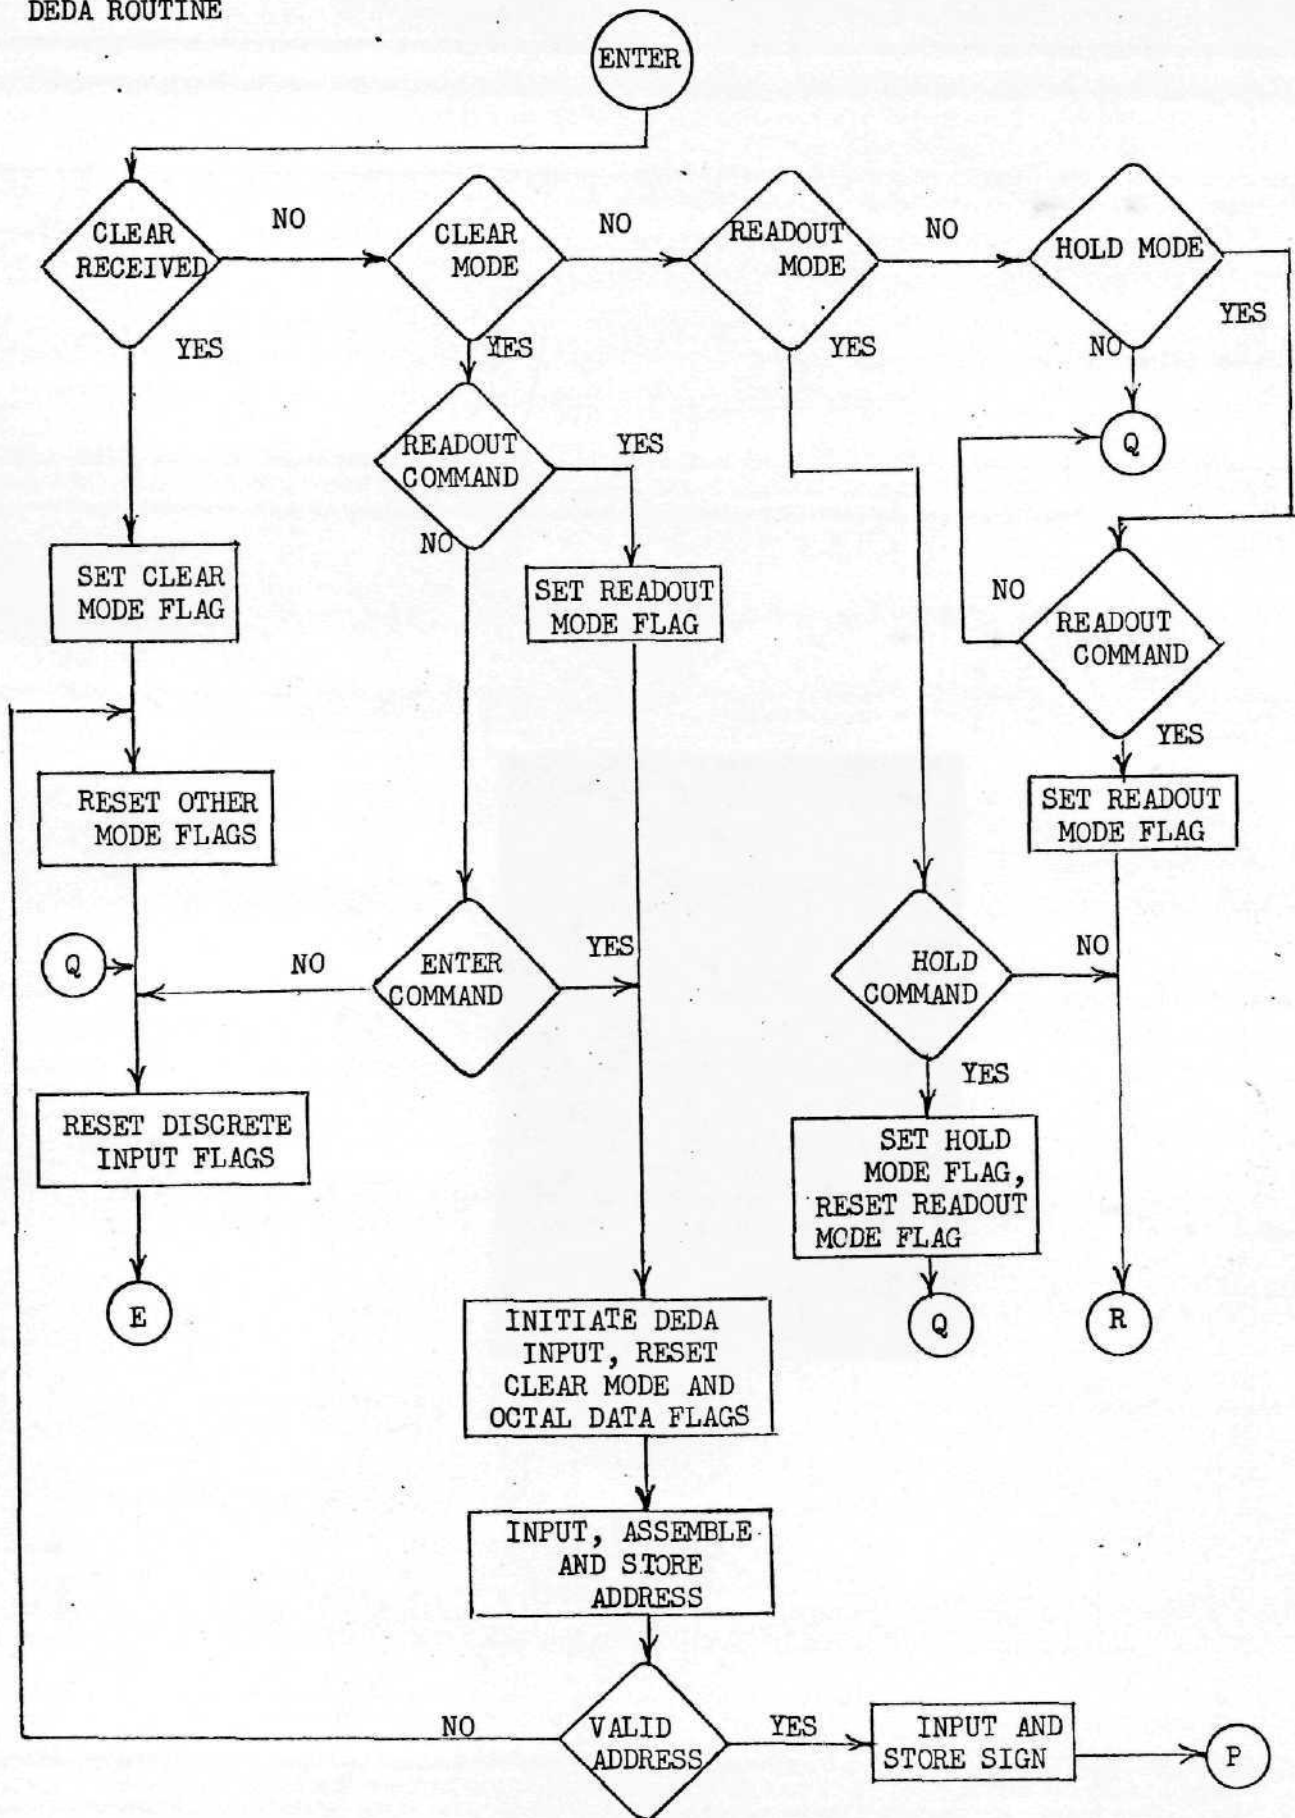 DEDA ROUTINE
ENTER
CLEAR
RECEIVED
NO
CLEAR
MODE
NO
READOUT
MODE
NO
HOLD MODE
YES
YES
YES
YES
NO
Q
READOUT
COMMAND
YES
NO
SET CLEAR
MODE FLAG
SET READOUT
MODE FLAG
NO
READOUT
COMMAND
YES
RESET OTHER
MODE FLAGS
SET READOUT
MODE FLAG
Q
NO
ENTER
COMMAND
YES
HOLD
COMMAND
NO
YES
RESET DISCRETE
INPUT FLAGS
SET HOLD
MODE FLAG,
RESET READOUT
MODE FLAG
E
INITIATE DEDA
INPUT, RESET
CLEAR MODE AND
OCTAL DATA FLAGS
Q
R
INPUT, ASSEMBLE
AND STORE
ADDRESS
NO
VALID
ADDRESS
YES
INPUT AND
STORE SIGN
P